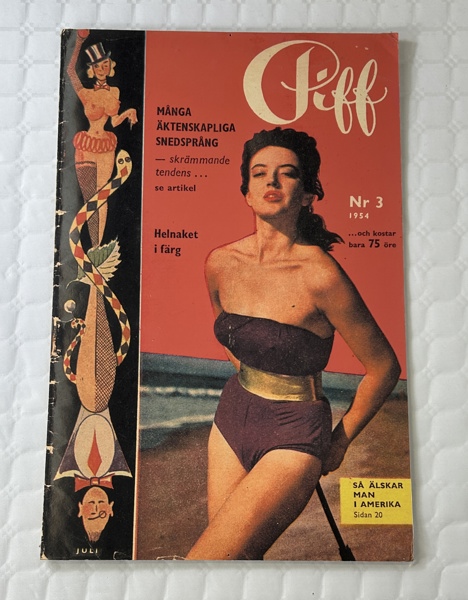 Piff
MÅNGA
ÄKTENSKAPLIGA
SNEDSPRÅNG
— skrämmande
tendens ...
se artikel
Nr 3
1954
...och kostar
bara 75 öre
Helnaket
i färg
SÅ ÄLSKAR
MAN
I AMERIKA
Sidan 20
JULI